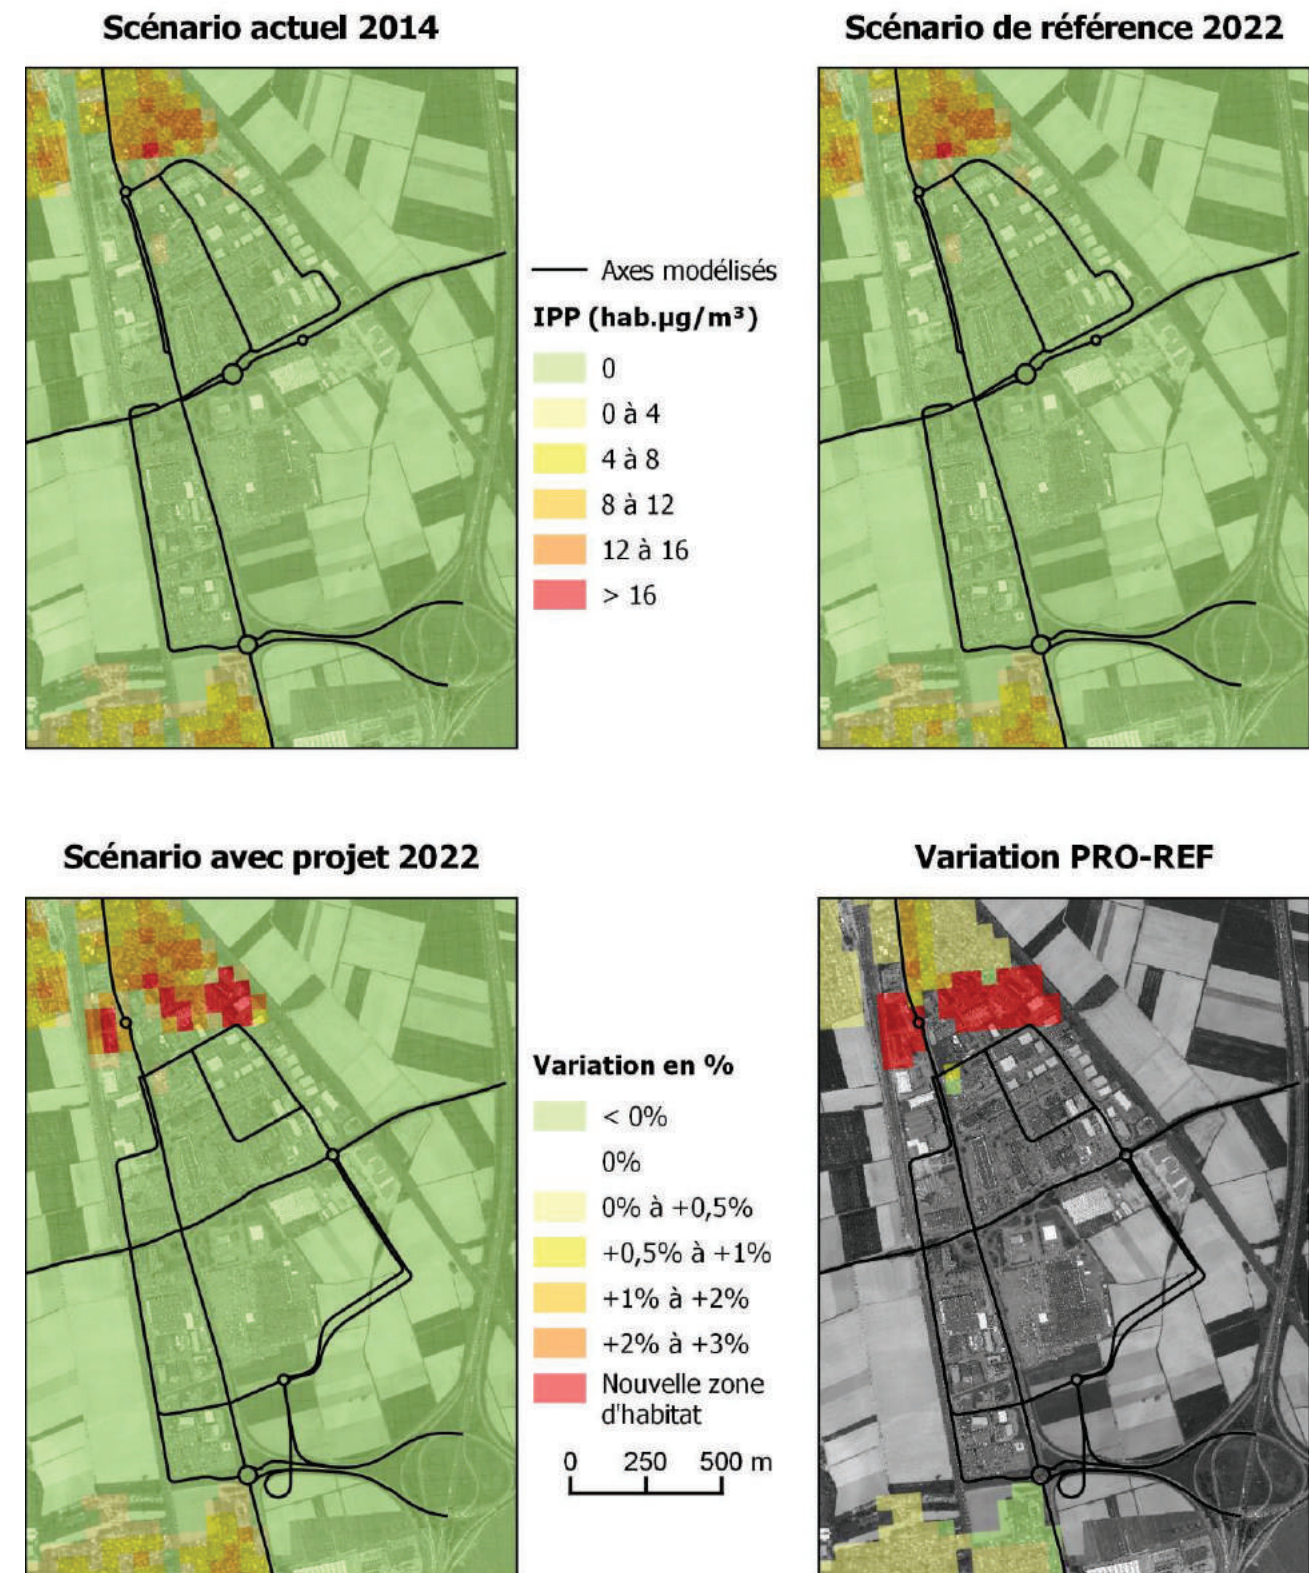 Scénario actuel 2014
Scénario de référence 2022
Axes modélisés
IPP (hab.µg/m³)
0
0 à 4
4 à 8
8 à 12
12 à 16
> 16
Scénario avec projet 2022
Variation PRO-REF
Variation en %
< 0%
0%
0% à +0,5%
+0,5% à +1%
+1% à +2%
+2% à +3%
Nouvelle zone
d'habitat
0 250 500 m